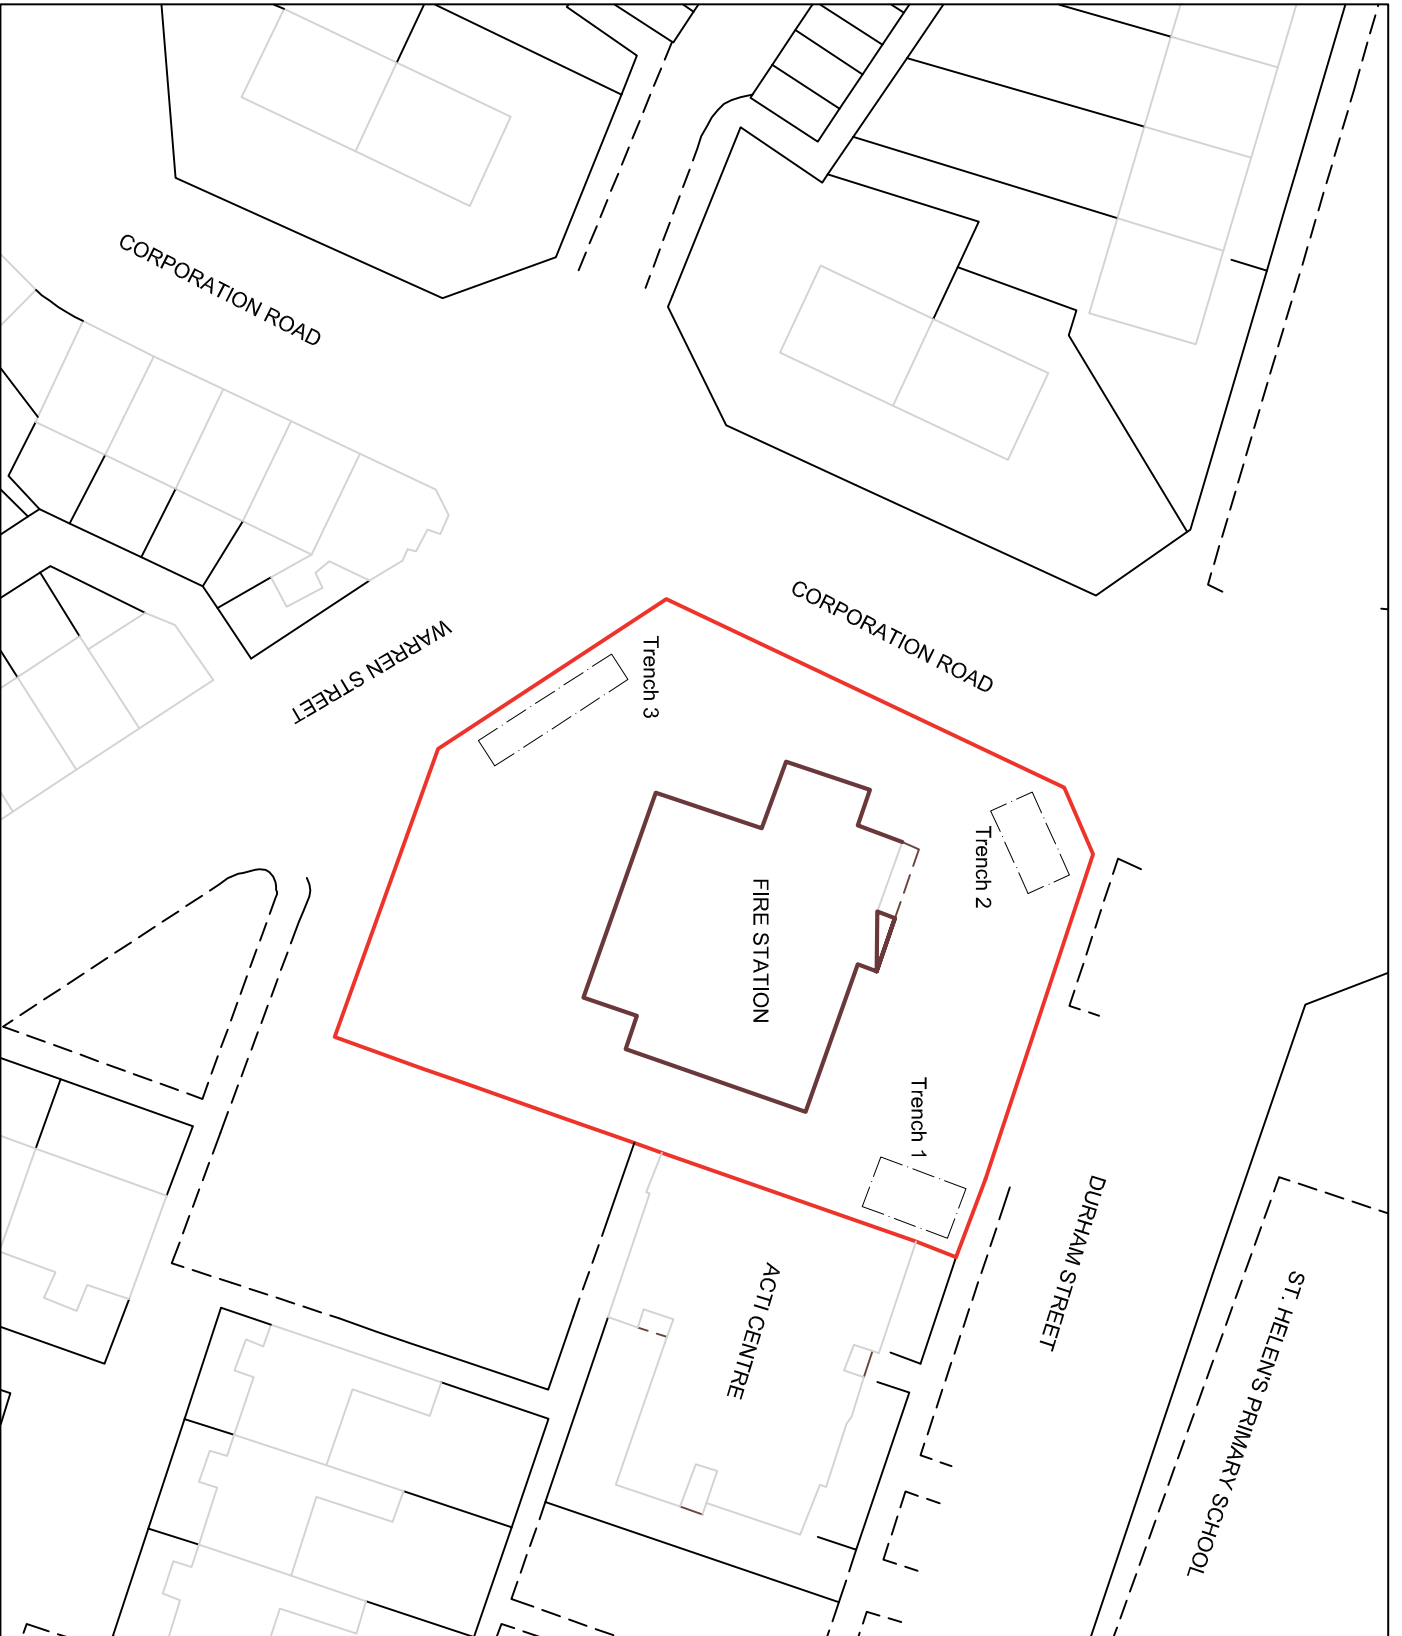 CORPORATION ROAD
CORPORATION ROAD
WARREN STREET
Trench 3
Trench 2
FIRE STATION
Trench 1
DURHAM STREET
ACTI CENTRE
ST. HELEN'S PRIMARY SCHOOL